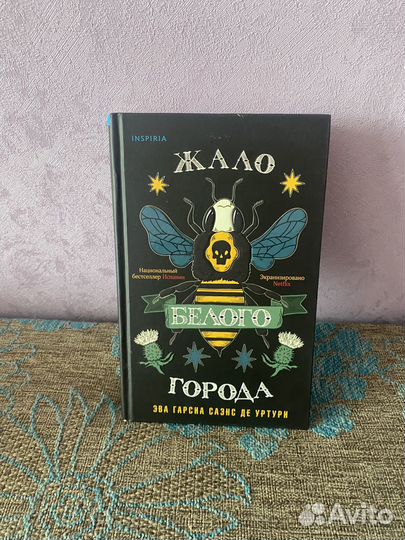 INSPIRIA
ЖАЛО
Национальный
бестселлер Испании
Экранизировано
Netflix
БЕЛОГО
ГОРОДА
ЭВА ГАРСИА САЭНС ДЕ УРТУРИ
Avito